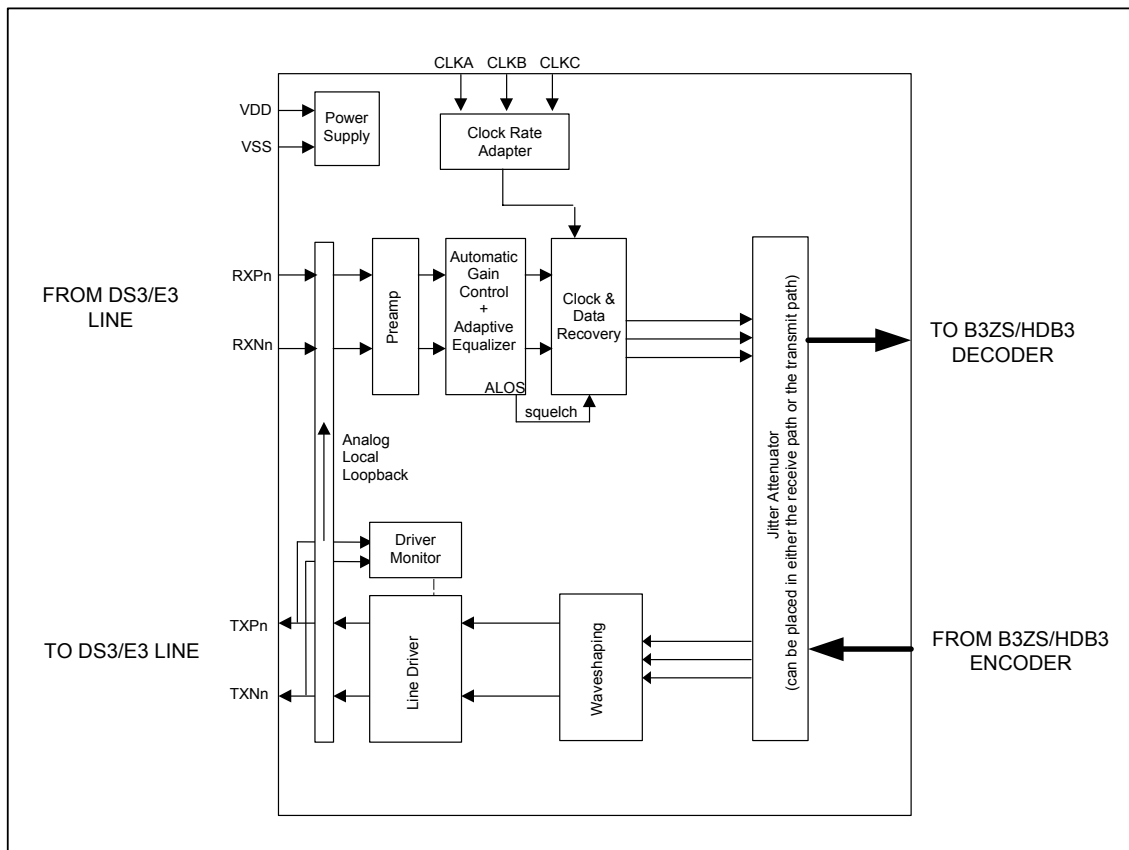 CLKA CLKB CLKC
VDD
VSS
Power
Supply
Clock Rate
Adapter
FROM DS3/E3
LINE
RXPn
RXNn
Preamp
Automatic
Gain
Control
+
Adaptive
Equalizer
ALOS
squelch
Clock &
Data
Recovery
Jitter Attenuator
(can be placed in either the receive path or the transmit path)
TO B3ZS/HDB3
DECODER
Analog
Local
Loopback
Driver
Monitor
TO DS3/E3 LINE
TXPn
TXNn
Line Driver
Waveshaping
FROM B3ZS/HDB3
ENCODER